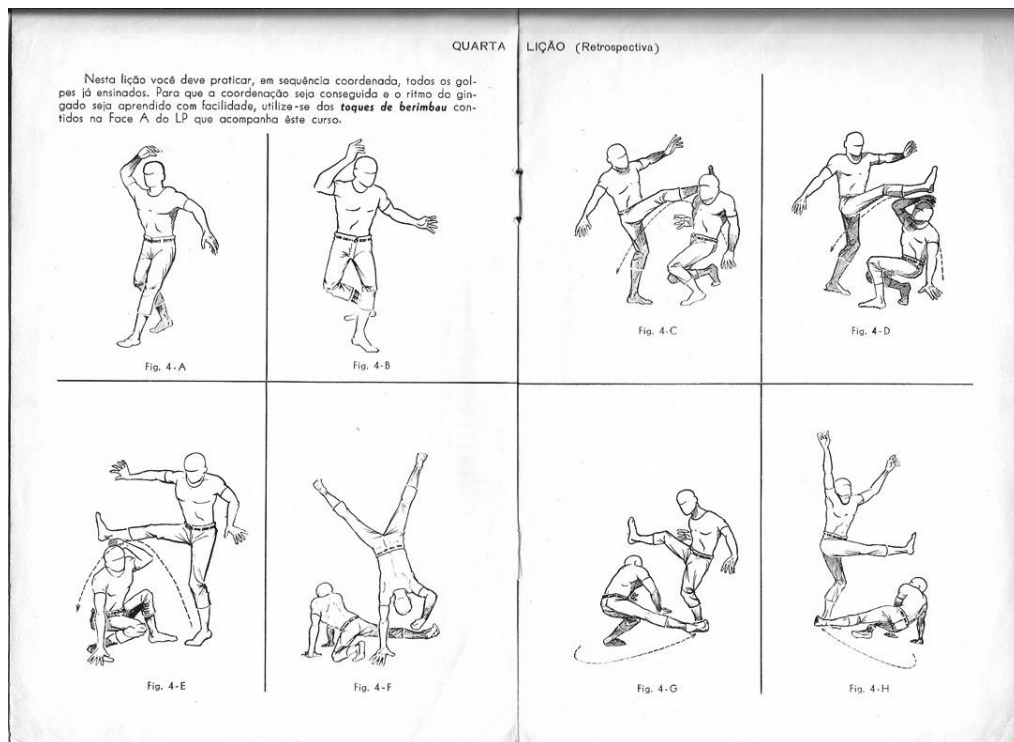 QUARTA LIÇÃO (Retrospectiva)
Nesta lição você deve praticar, em sequência coordenada, todos os gol-
pes já ensinados. Para que a coordenação seja conseguida e o ritmo do gin-
gado seja aprendido com facilidade, utilize-se dos toques de berimbau con-
tidos na Face A do LP que acompanha êste curso.
Fig. 4-A
Fig. 4-B
Fig. 4-C
Fig. 4-D
Fig. 4-E
Fig. 4-F
Fig. 4-G
Fig. 4-H